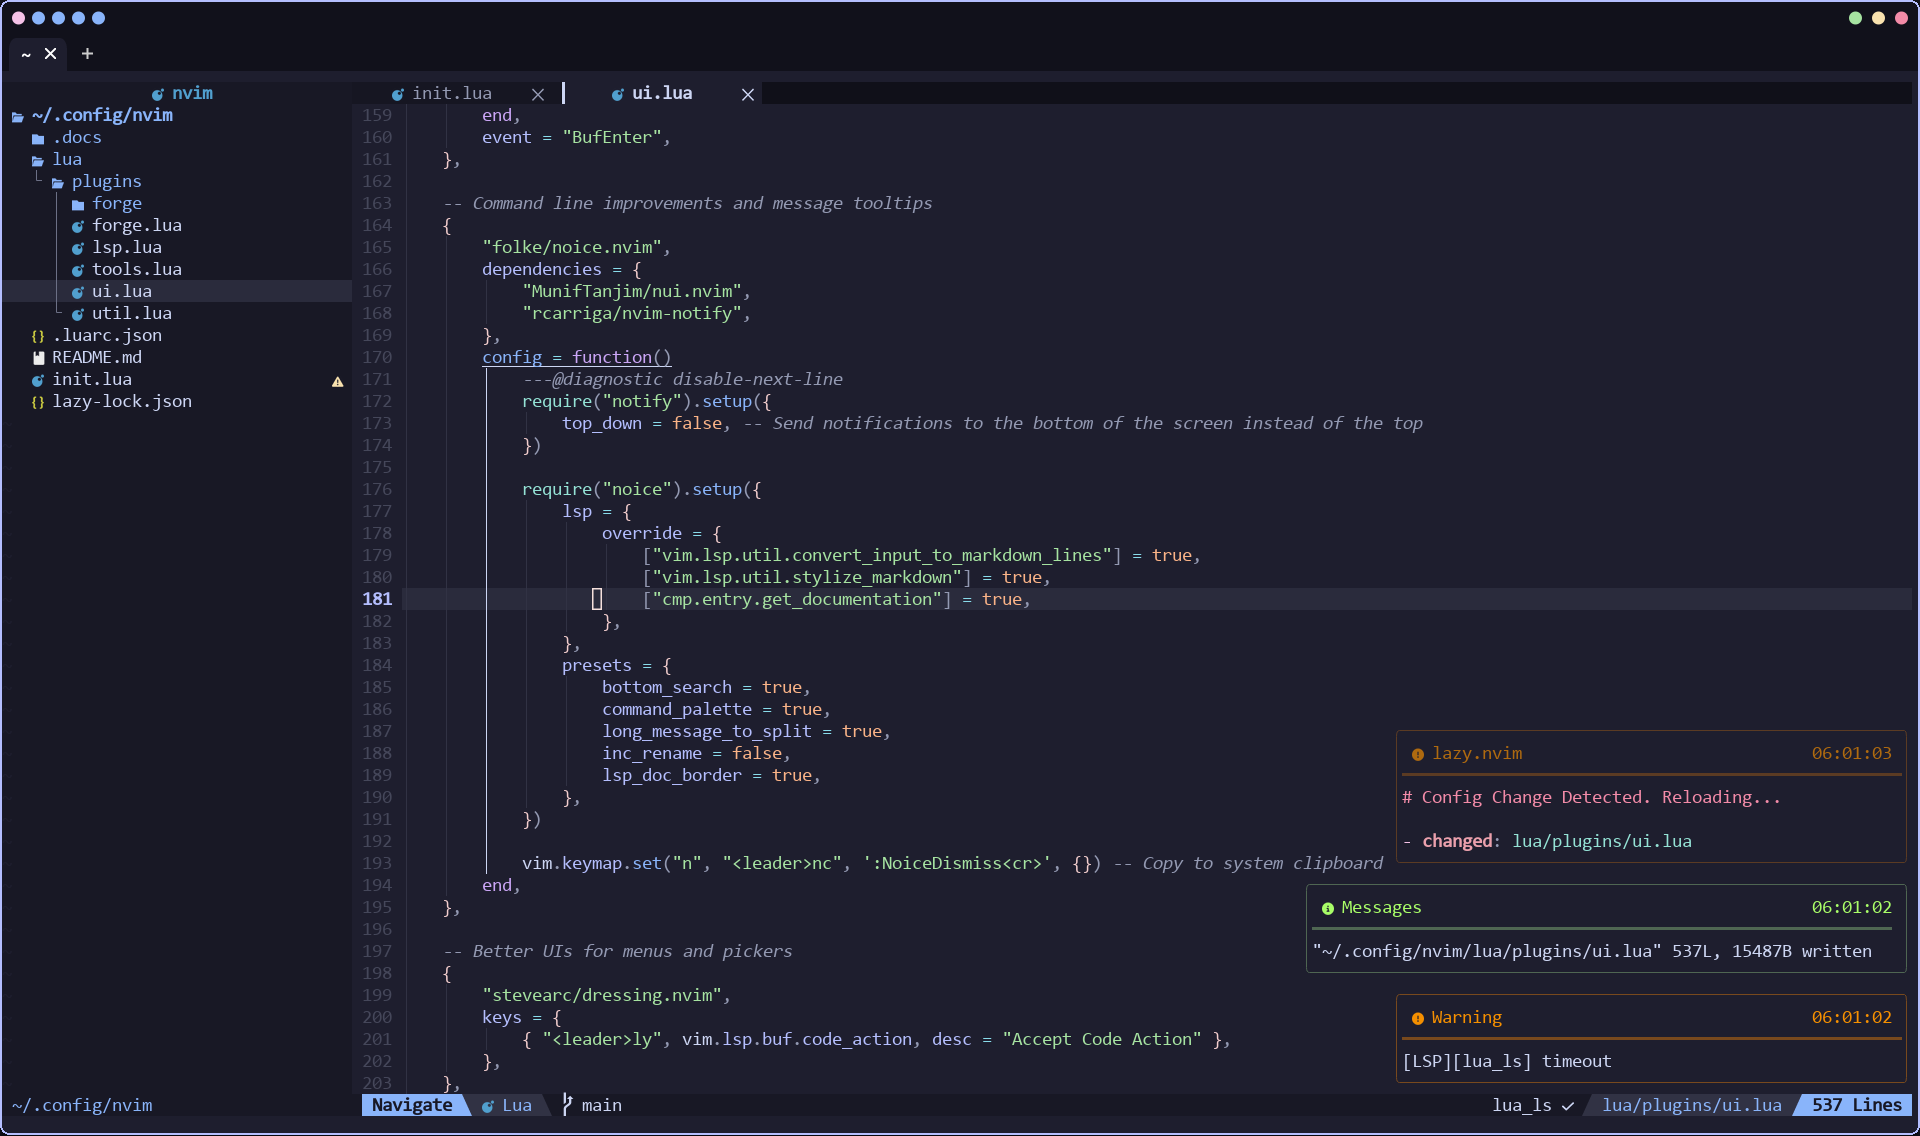 ~ ✕ +
nvim
~/.config/nvim
.docs
lua
plugins
forge
forge.lua
lsp.lua
tools.lua
ui.lua
util.lua
{} .luarc.json
README.md
init.lua
{} lazy-lock.json
~/.config/nvim
init.lua ✕ ui.lua ✕
159 end,
160 event = "BufEnter",
161 },
162
163 -- Command line improvements and message tooltips
164 {
165 "folke/noice.nvim",
166 dependencies = {
167 "MunifTanjim/nui.nvim",
168 "rcarriga/nvim-notify",
169 },
170 config = function()
171 ---@diagnostic disable-next-line
172 require("notify").setup({
173 top_down = false, -- Send notifications to the bottom of the screen instead of the top
174 })
175
176 require("noice").setup({
177 lsp = {
178 override = {
179 ["vim.lsp.util.convert_input_to_markdown_lines"] = true,
180 ["vim.lsp.util.stylize_markdown"] = true,
181 ["cmp.entry.get_documentation"] = true,
182 },
183 },
184 presets = {
185 bottom_search = true,
186 command_palette = true,
187 long_message_to_split = true,
188 inc_rename = false,
189 lsp_doc_border = true,
190 },
191 })
192
193 vim.keymap.set("n", "<leader>nc", ':NoiceDismiss<cr>', {}) -- Copy to system clipboard
194 end,
195 },
196
197 -- Better UIs for menus and pickers
198 {
199 "stevearc/dressing.nvim",
200 keys = {
201 { "<leader>ly", vim.lsp.buf.code_action, desc = "Accept Code Action" },
202 },
203 },
lazy.nvim 06:01:03
# Config Change Detected. Reloading...
- changed: lua/plugins/ui.lua
Messages 06:01:02
"~/.config/nvim/lua/plugins/ui.lua" 537L, 15487B written
Warning 06:01:02
[LSP][lua_ls] timeout
Navigate Lua main lua_ls ✓ lua/plugins/ui.lua 537 Lines